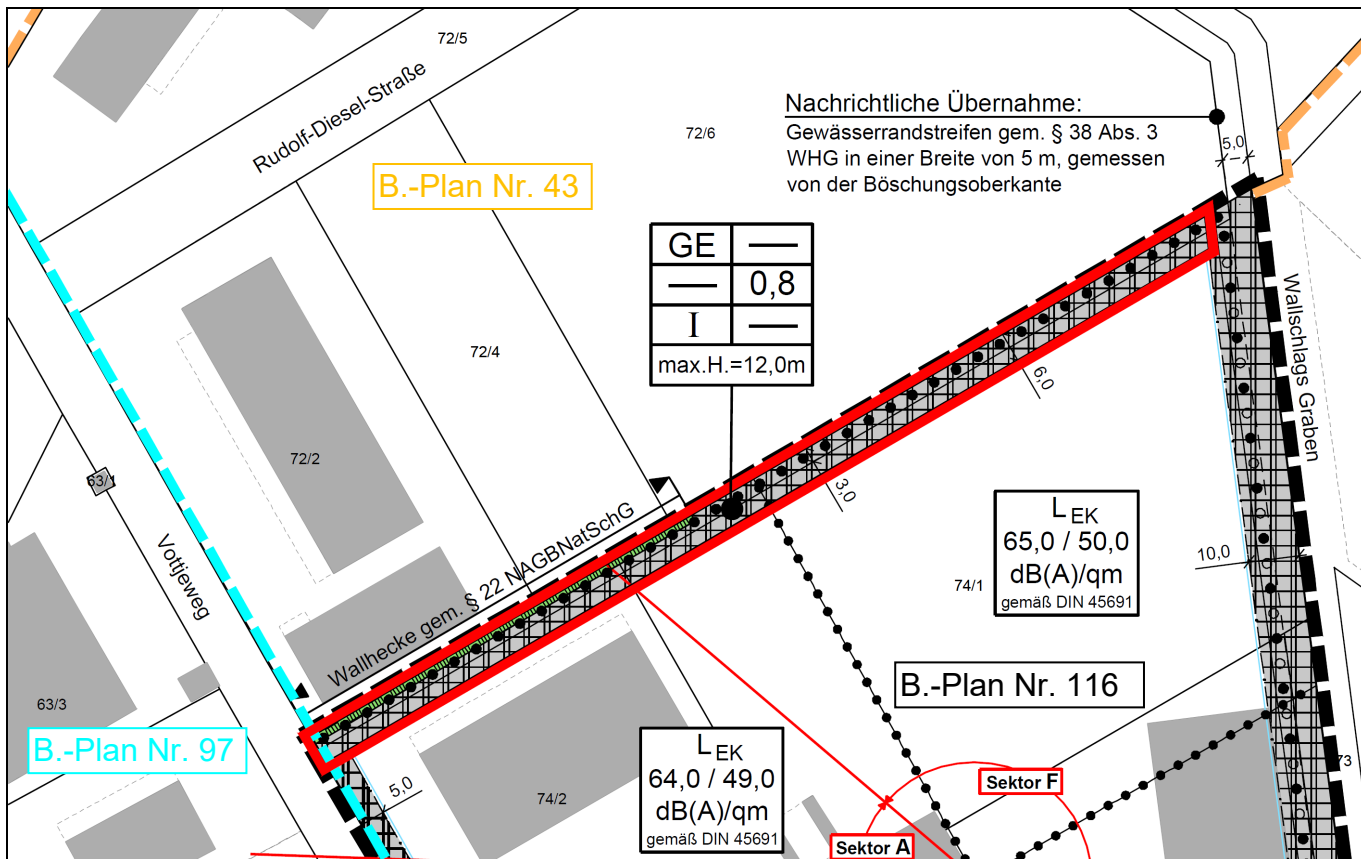 72/5
Rudolf-Diesel-Straße
72/6
Nachrichtliche Übernahme:
Gewässerrandstreifen gem. § 38 Abs. 3
WHG in einer Breite von 5 m, gemessen
von der Böschungsoberkante
5,0
B.-Plan Nr. 43
GE
0,8
I
max.H.=12,0m
72/4
6,0
Wallschlags Graben
72/2
63/1
3,0
Wallhecke gem. § 22 NAGBNatSchG
Vottjeweg
L EK
65,0 / 50,0
dB(A)/qm
gemäß DIN 45691
10,0
74/1
63/3
B.-Plan Nr. 116
B.-Plan Nr. 97
L EK
64,0 / 49,0
dB(A)/qm
gemäß DIN 45691
5,0
74/2
Sektor F
73
Sektor A